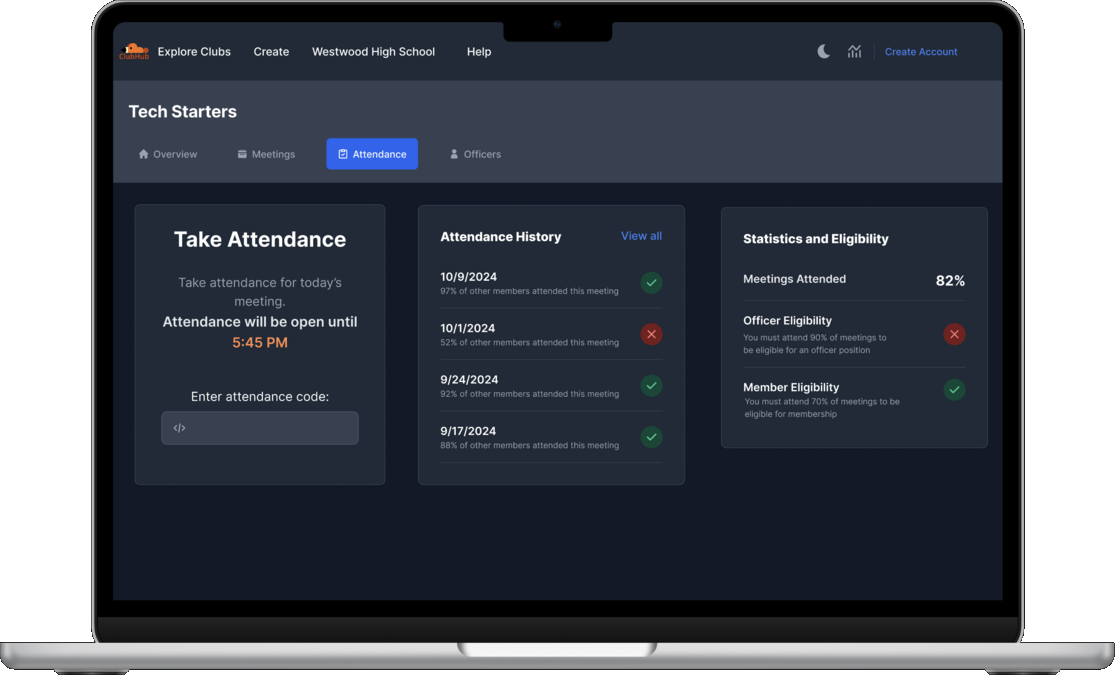 ClubHub
Explore Clubs
Create
Westwood High School
Help
Create Account
Tech Starters
Overview
Meetings
Attendance
Officers
Take Attendance
Take attendance for today's
meeting.
Attendance will be open until
5:45 PM
Enter attendance code:
</>
Attendance History
View all
10/9/2024
97% of other members attended this meeting
10/1/2024
52% of other members attended this meeting
9/24/2024
92% of other members attended this meeting
9/17/2024
88% of other members attended this meeting
Statistics and Eligibility
Meetings Attended
82%
Officer Eligibility
You must attend 90% of meetings to
be eligible for an officer position
Member Eligibility
You must attend 70% of meetings to be
eligible for membership